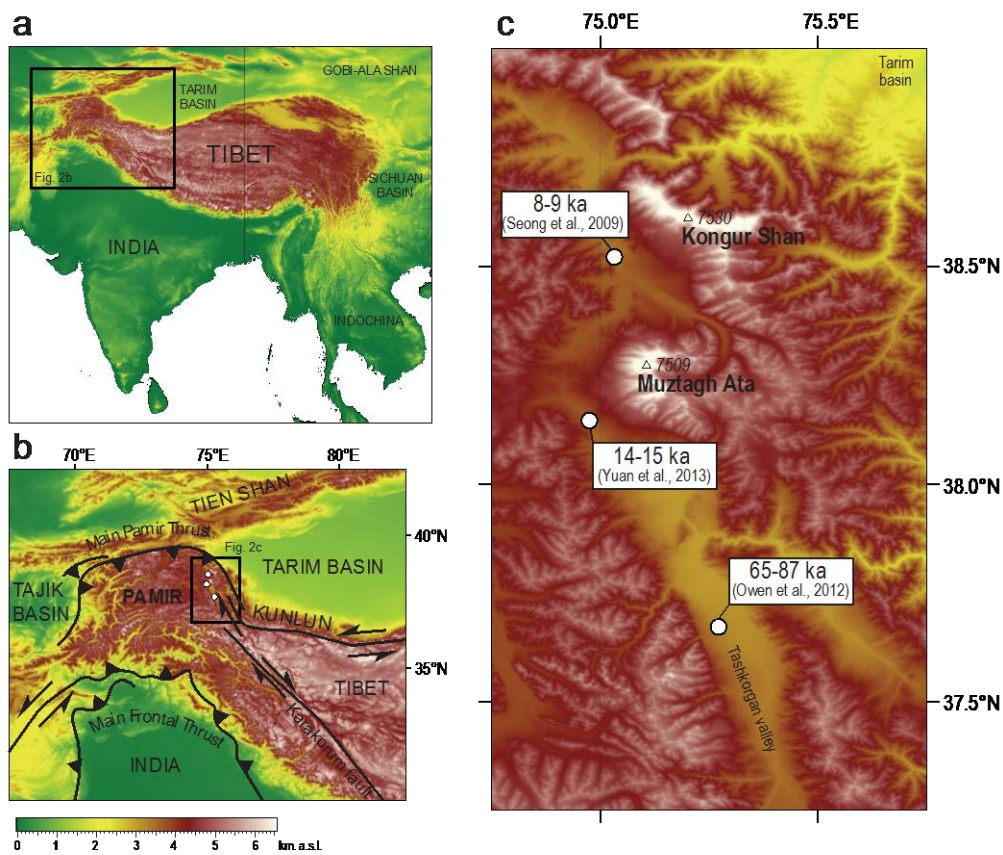 a
GOBI-ALA SHAN
TARIM
BASIN
TIBET
Fig. 2b
SICHUAN
BASIN
INDIA
INDOCHINA
b
70°E
75°E
80°E
TIEN SHAN
Main Pamir Thrust
40°N
Fig. 2c
TARIM BASIN
TAJIK
BASIN
PAMIR
KUNLUN
35°N
TIBET
Karakorum fault
Main Frontal Thrust
INDIA
0 1 2 3 4 5 6 km a.s.l.
c
75.0°E
75.5°E
Tarim
basin
8-9 ka
(Seong et al., 2009)
7530
Kongur Shan
38.5°N
7509
Muztagh Ata
14-15 ka
(Yuan et al., 2013)
38.0°N
65-87 ka
(Owen et al., 2012)
Tashkorgan valley
37.5°N